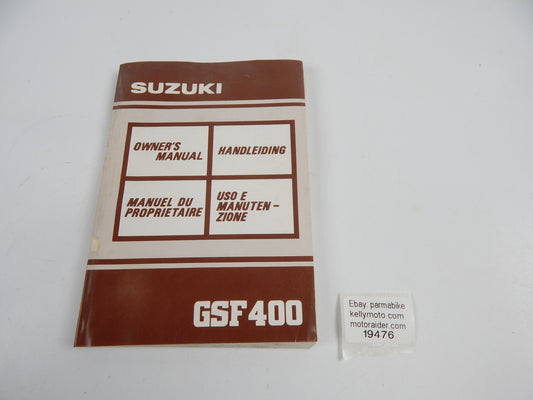 SUZUKI
OWNER'S
MANUAL
HANDLEIDING
MANUEL DU
PROPRIETAIRE
USO E
MANUTEN-
ZIONE
GSF400
Ebay: parmabike
kellymoto.com
motoraider.com
19476